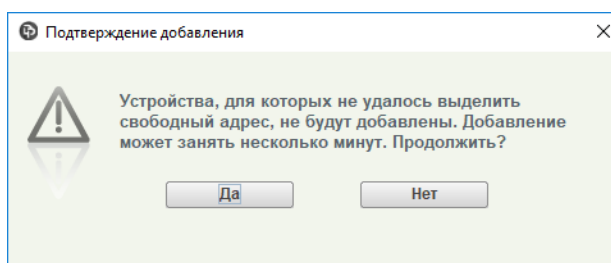 Подтверждение добавления
Устройства, для которых не удалось выделить
свободный адрес, не будут добавлены. Добавление
может занять несколько минут. Продолжить?
Да
Нет